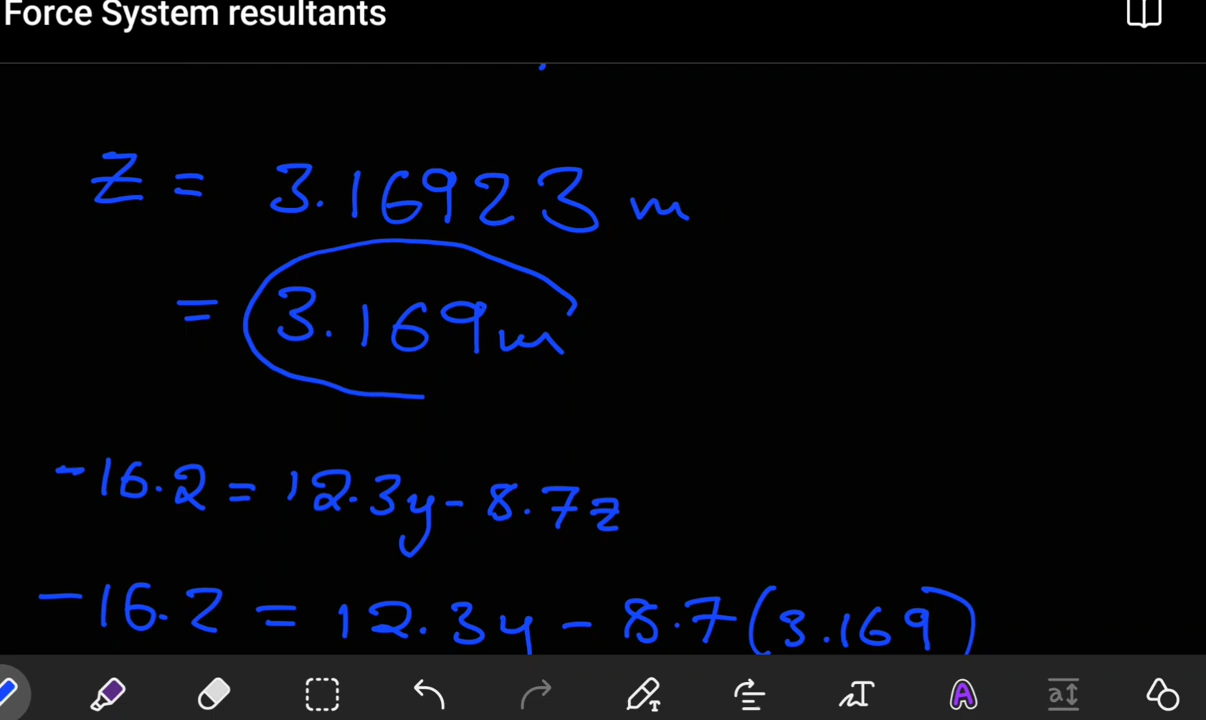 Force System resultants
Z = 3.16923 m
= 3.169m
-16.2 = 12.3y - 8.7z
-16.2 = 12.3y - 8.7(3.169)